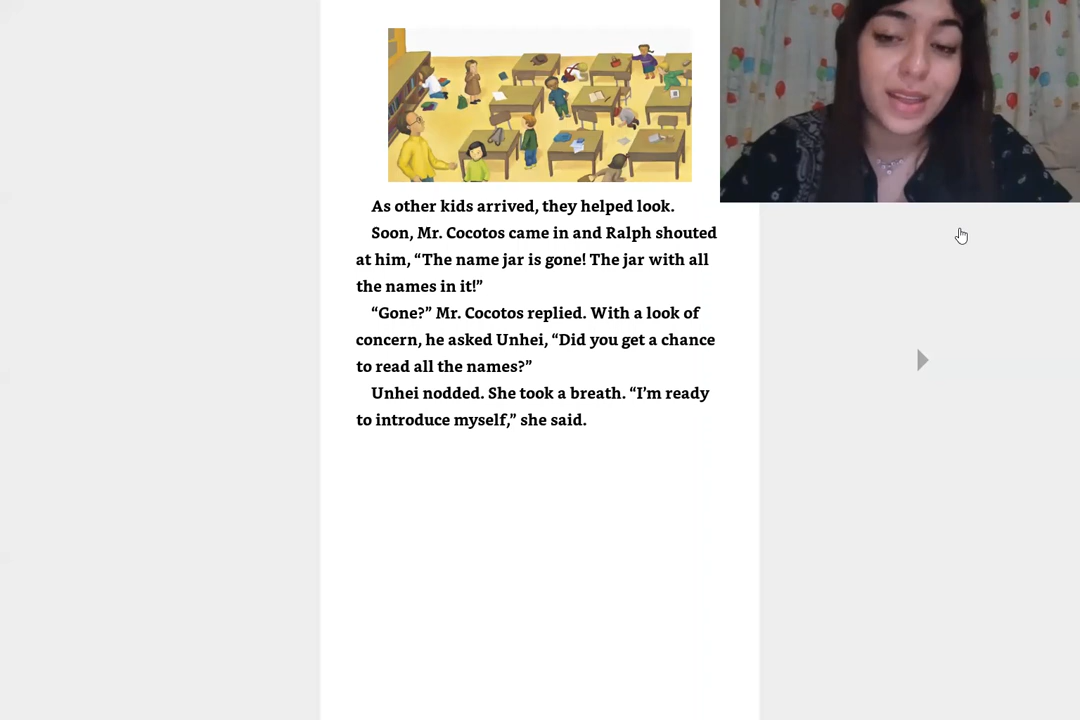 As other kids arrived, they helped look.
Soon, Mr. Cocotos came in and Ralph shouted
at him, “The name jar is gone! The jar with all
the names in it!”
“Gone?” Mr. Cocotos replied. With a look of
concern, he asked Unhei, “Did you get a chance
to read all the names?”
Unhei nodded. She took a breath. “I’m ready
to introduce myself,” she said.